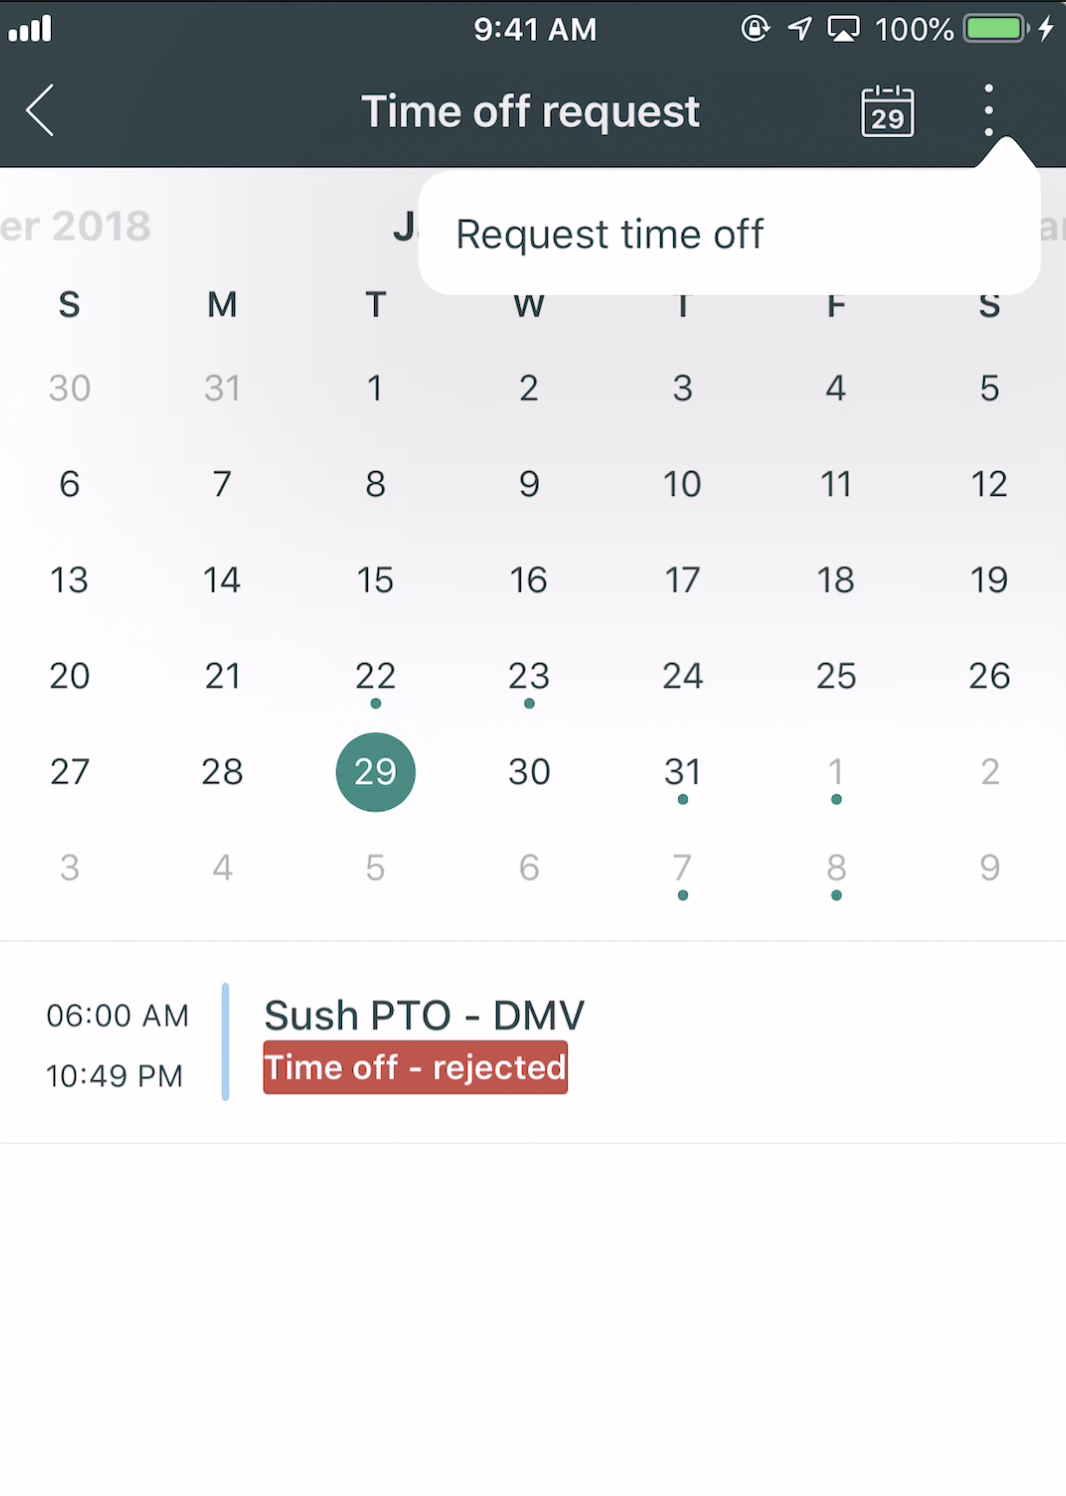 9:41 AM 100%
Time off request 29
er 2018
Request time off
S M T W T F S
30 31 1 2 3 4 5
6 7 8 9 10 11 12
13 14 15 16 17 18 19
20 21 22 23 24 25 26
27 28 29 30 31 1 2
3 4 5 6 7 8 9
06:00 AM Sush PTO - DMV
10:49 PM Time off - rejected